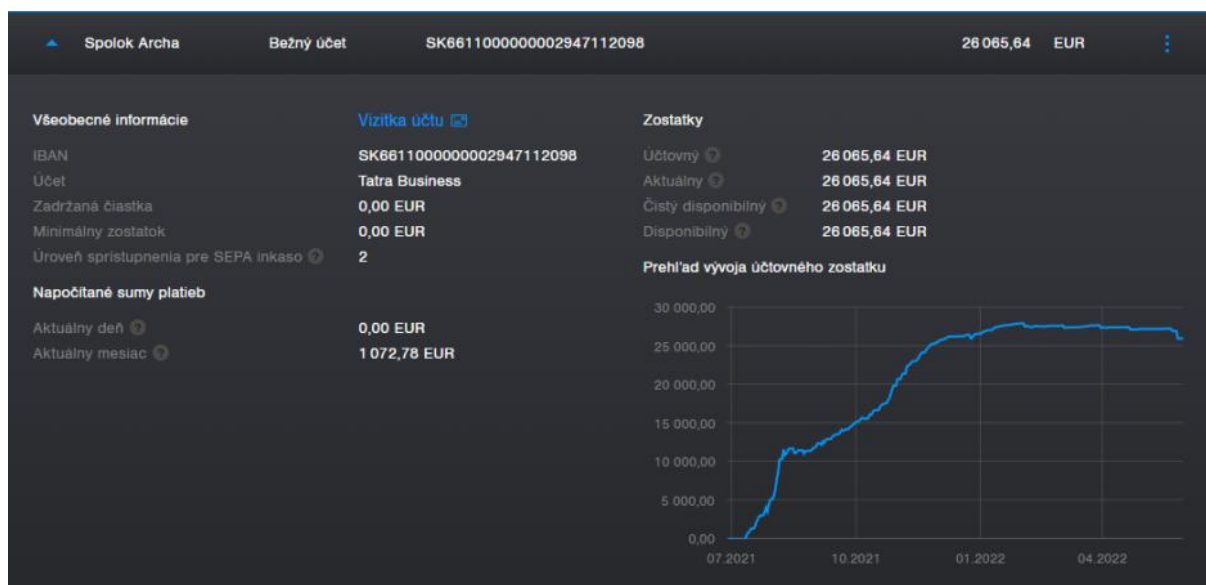 Spolok Archa Bežný účet SK6611000000002947112098 26 065,64 EUR
Všeobecné informácie Vizitka účtu
IBAN SK6611000000002947112098
Účet Tatra Business
Zadržaná čiastka 0,00 EUR
Minimálny zostatok 0,00 EUR
Úroveň sprístupnenia pre SEPA inkaso ? 2
Napočítané sumy platieb
Aktuálny deň ? 0,00 EUR
Aktuálny mesiac ? 1 072,78 EUR
Zostatky
Účtovný ? 26 065,64 EUR
Aktuálny ? 26 065,64 EUR
Čistý disponibilný ? 26 065,64 EUR
Disponibilný ? 26 065,64 EUR
Prehľad vývoja účtovného zostatku
30 000,00
25 000,00
20 000,00
15 000,00
10 000,00
5 000,00
0,00
07.2021 10.2021 01.2022 04.2022